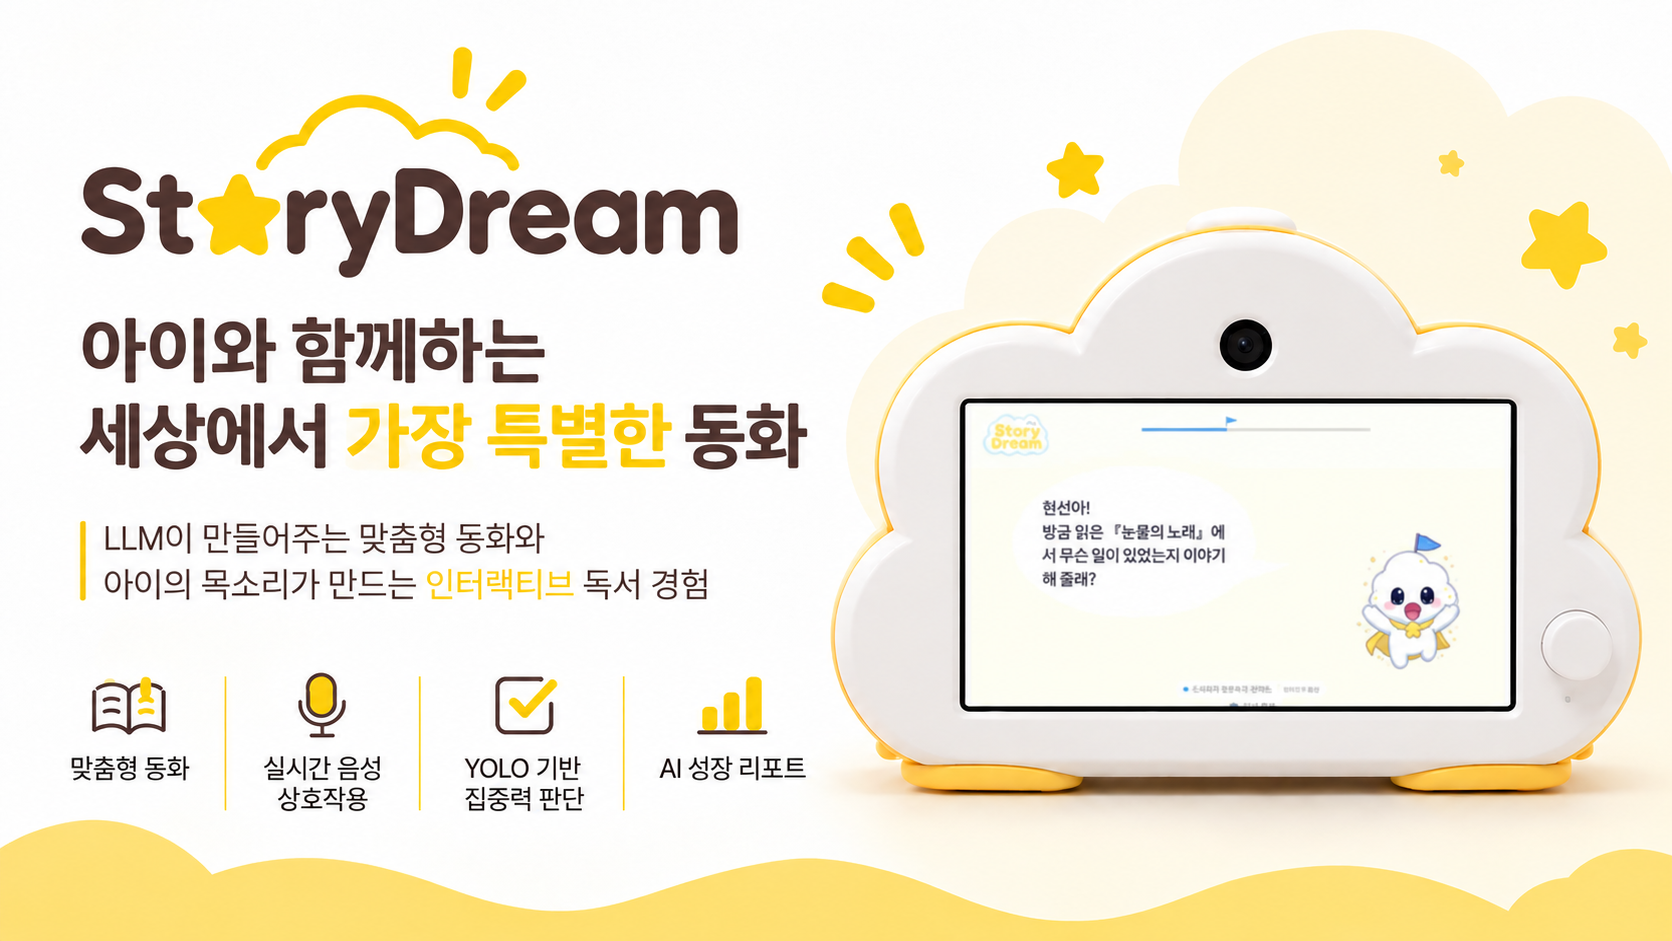 StoryDream
아이와 함께하는
세상에서 가장 특별한 동화
LLM이 만들어주는 맞춤형 동화와
아이의 목소리가 만드는 인터랙티브 독서 경험
맞춤형 동화
실시간 음성
상호작용
YOLO 기반
집중력 판단
AI 성장 리포트
Story
Dream
현선아!
방금 읽은 『눈물의 노래』에
서 무슨 일이 있었는지 이야기
해 줄래?